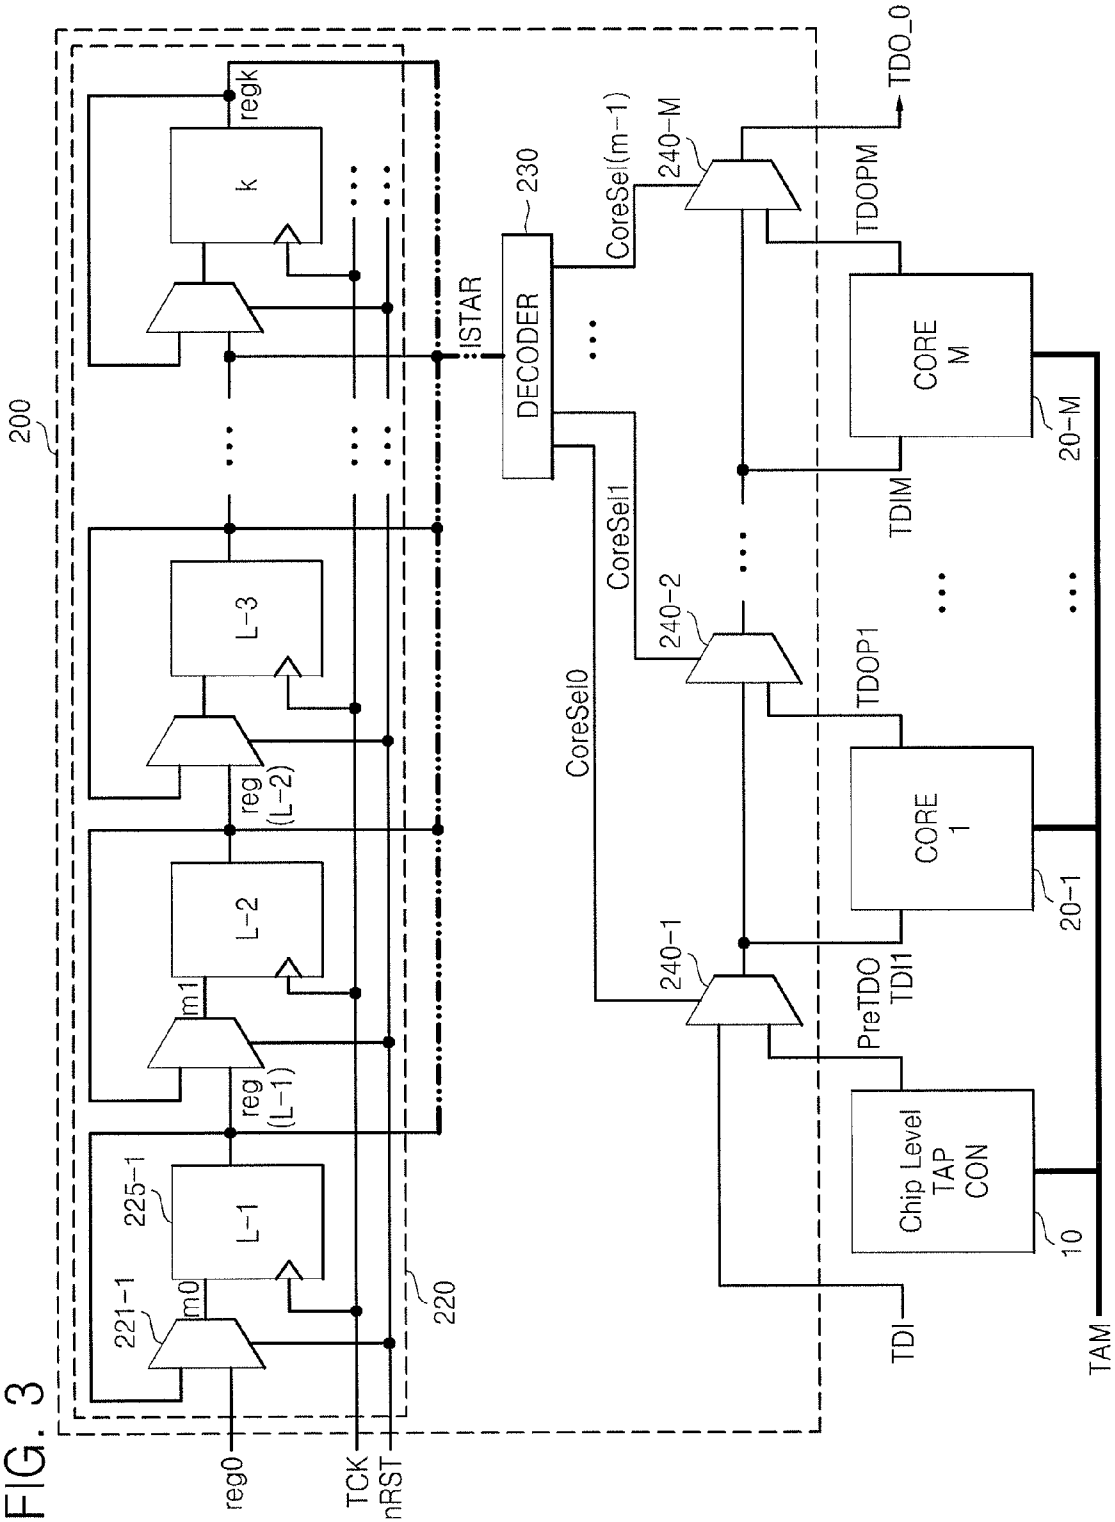 FIG. 3
200
reg0
TCK
nRST
221-1
m0
225-1
L-1
reg
(L-1)
m1
L-2
reg
(L-2)
L-3
...
...
...
k
regk
...
...
220
ISTAR
DECODER
230
CoreSel0
CoreSel1
...
CoreSel(m-1)
240-1
240-2
...
240-M
TDO_0
TDI
PreTDO
TDI1
TDOP1
TDIM
TDOPM
Chip Level
TAP
CON
10
CORE
1
20-1
...
...
CORE
M
20-M
TAM